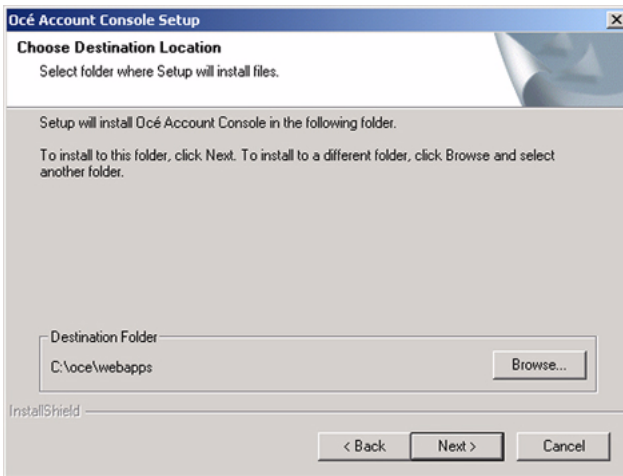 Océ Account Console Setup
Choose Destination Location
Select folder where Setup will install files.
Setup will install Océ Account Console in the following folder.
To install to this folder, click Next. To install to a different folder, click Browse and select
another folder.
Destination Folder
C:\oce\webapps
Browse...
InstallShield
< Back
Next >
Cancel